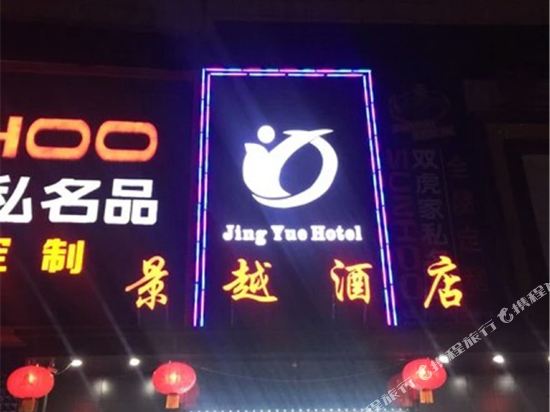 HOO
私名品
定制
Jing Yue Hotel
景越酒店
双虎家私
携程旅行